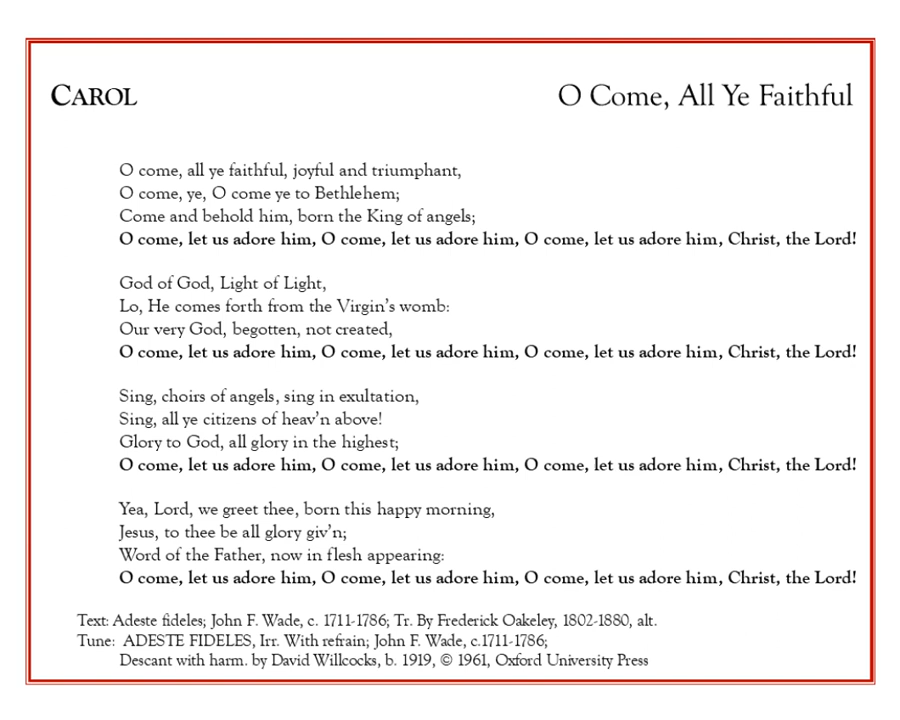 CAROL
O Come, All Ye Faithful
O come, all ye faithful, joyful and triumphant,
O come, ye, O come ye to Bethlehem;
Come and behold him, born the King of angels;
O come, let us adore him, O come, let us adore him, O come, let us adore him, Christ, the Lord!
God of God, Light of Light,
Lo, He comes forth from the Virgin's womb:
Our very God, begotten, not created,
O come, let us adore him, O come, let us adore him, O come, let us adore him, Christ, the Lord!
Sing, choirs of angels, sing in exultation,
Sing, all ye citizens of heav'n above!
Glory to God, all glory in the highest;
O come, let us adore him, O come, let us adore him, O come, let us adore him, Christ, the Lord!
Yea, Lord, we greet thee, born this happy morning,
Jesus, to thee be all glory giv'n;
Word of the Father, now in flesh appearing:
O come, let us adore him, O come, let us adore him, O come, let us adore him, Christ, the Lord!
Text: Adeste fideles; John F. Wade, c. 1711-1786; Tr. By Frederick Oakeley, 1802-1880, alt.
Tune: ADESTE FIDELES, Irr. With refrain; John F. Wade, c.1711-1786;
Descant with harm. by David Willcocks, b. 1919, © 1961, Oxford University Press